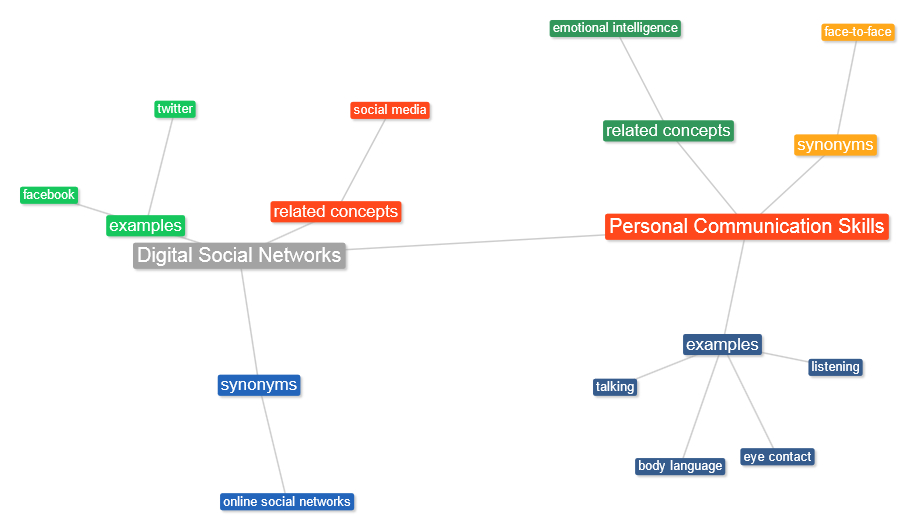 emotional intelligence
face-to-face
twitter
social media
related concepts
synonyms
facebook
examples
related concepts
Personal Communication Skills
Digital Social Networks
examples
listening
synonyms
talking
body language
eye contact
online social networks